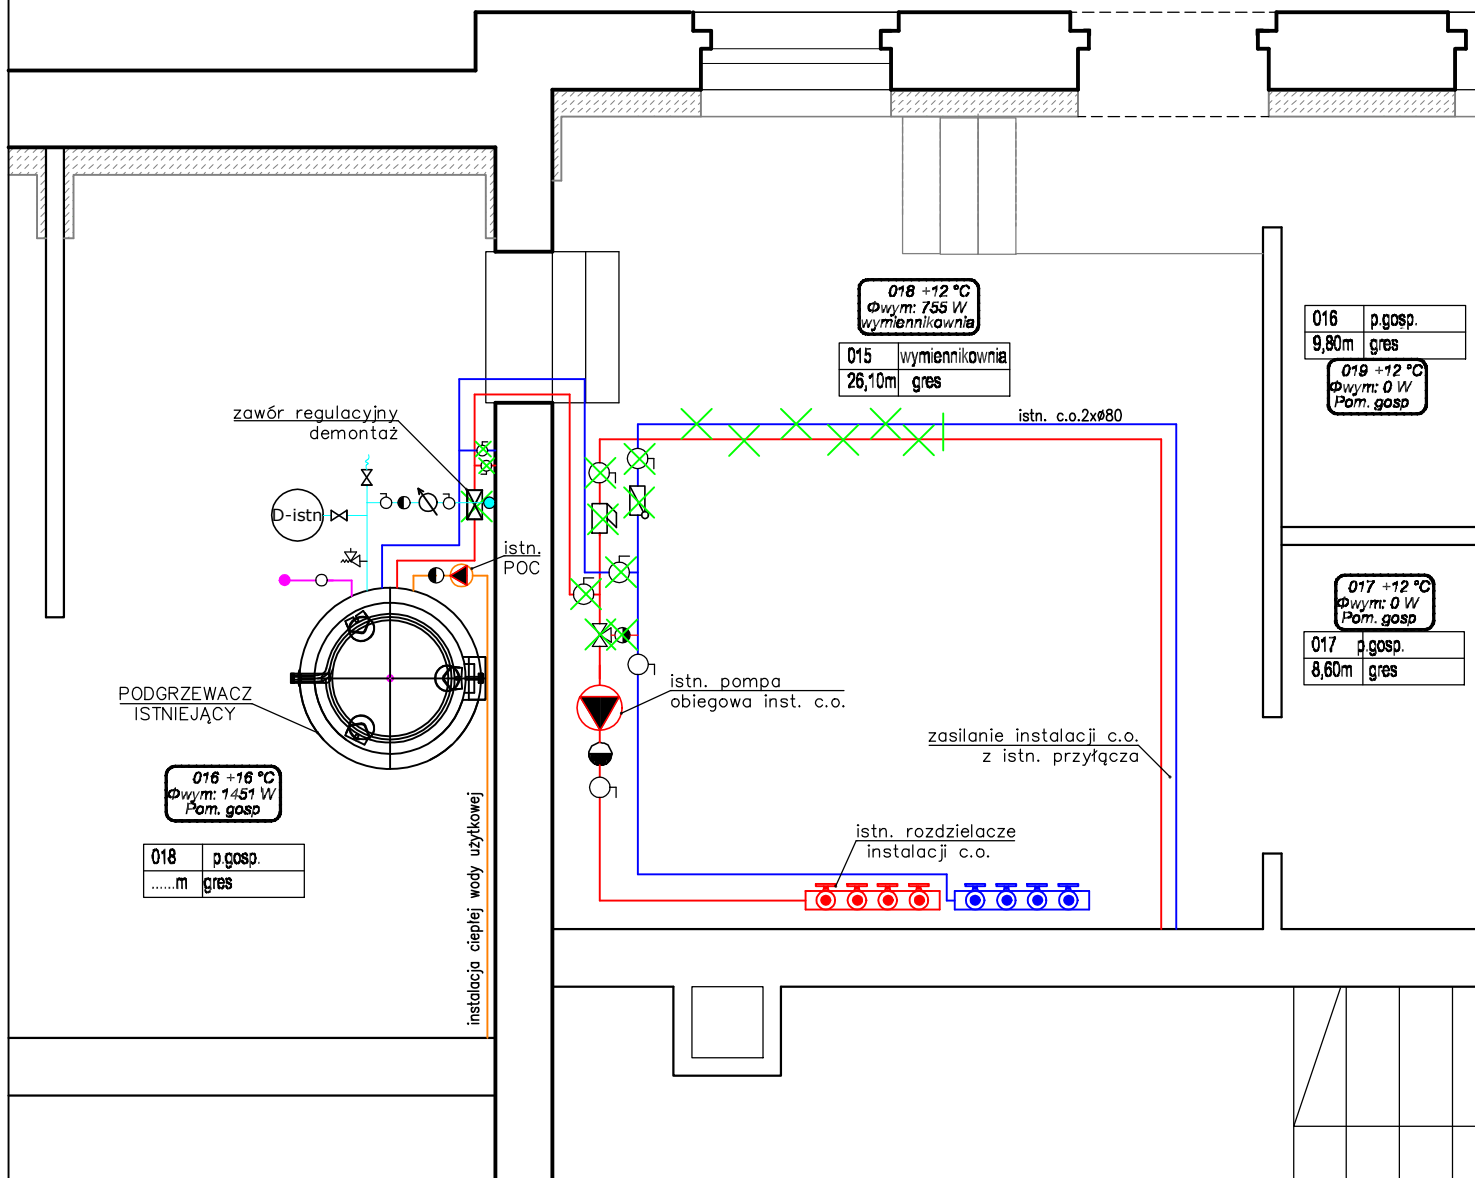 018 +12 °C
Φwym: 755 W
wymiennikownia
015 wymiennikownia
26,10m gres
016 p.gosp.
9,80m gres
019 +12 °C
Φwym: 0 W
Pom. gosp
zawór regulacyjny
demontaż
istn. c.o.2xø80
D-istn
istn.
POC
017 +12 °C
Φwym: 0 W
Pom. gosp
017 p.gosp.
8,60m gres
PODGRZEWACZ
ISTNIEJĄCY
istn. pompa
obiegowa inst. c.o.
zasilanie instalacji c.o.
z istn. przyłącza
016 +16 °C
Φwym: 1451 W
Pom. gosp
018 p.gosp.
......m gres
instalacja ciepłej wody użytkowej
istn. rozdzielacze
instalacji c.o.